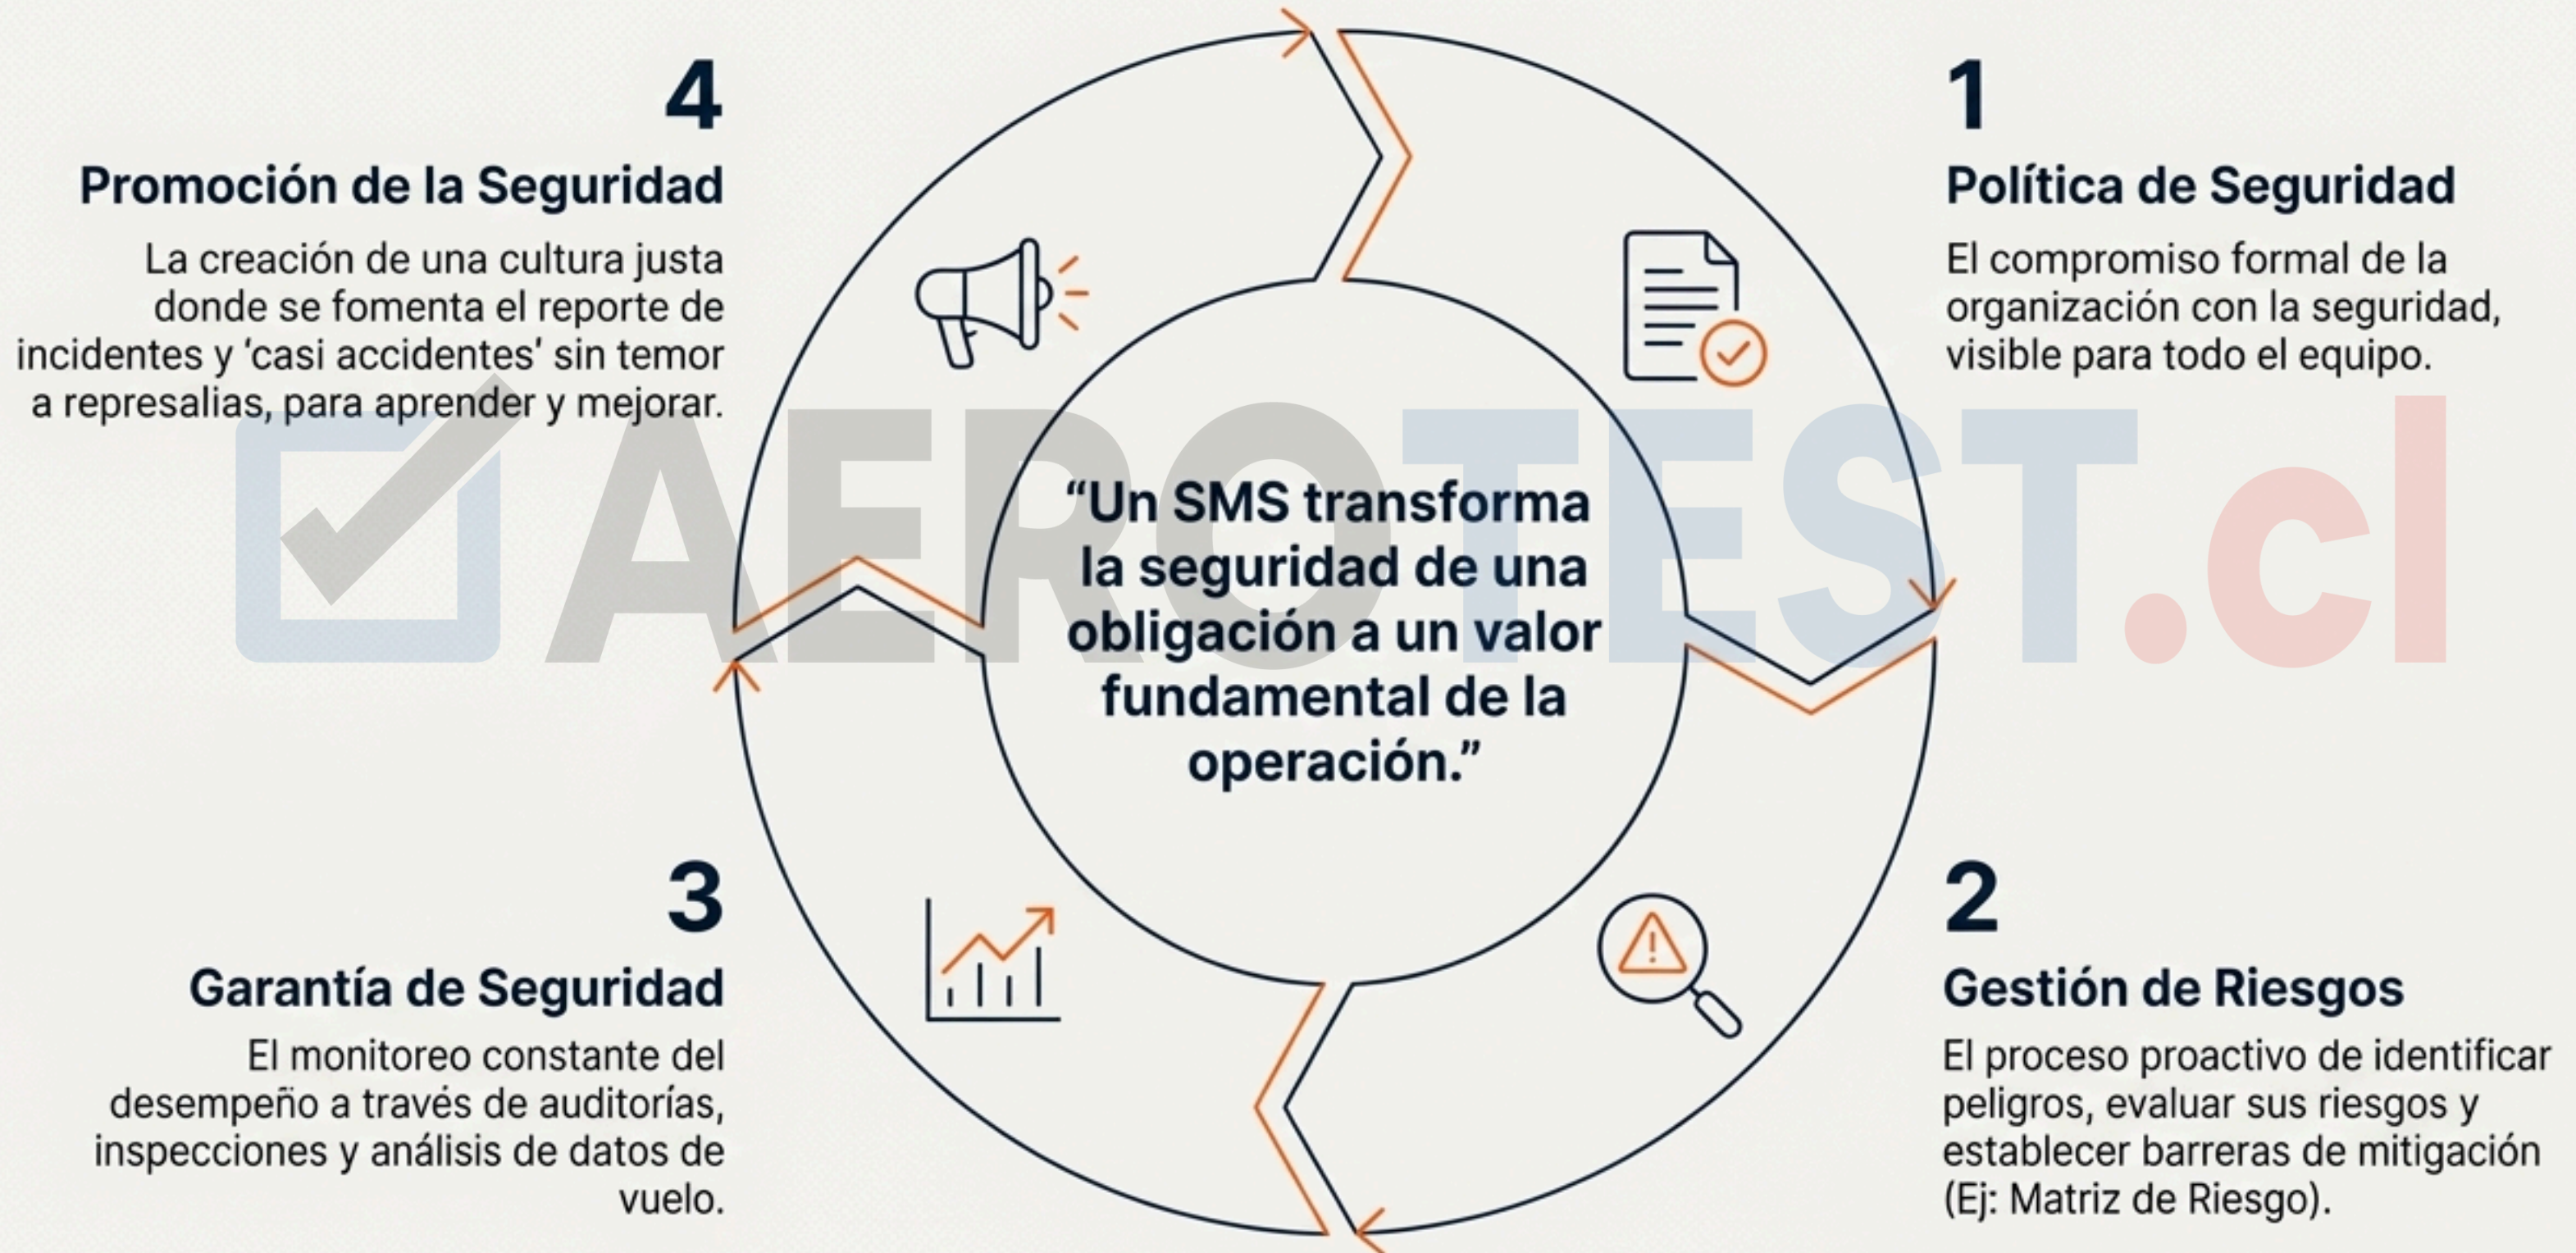 4
Promoción de la Seguridad
La creación de una cultura justa
donde se fomenta el reporte de
incidentes y 'casi accidentes' sin temor
a represalias, para aprender y mejorar.
1
Política de Seguridad
El compromiso formal de la
organización con la seguridad,
visible para todo el equipo.
AEROTEST.cl
“Un SMS transforma
la seguridad de una
obligación a un valor
fundamental de la
operación.”
3
Garantía de Seguridad
El monitoreo constante del
desempeño a través de auditorías,
inspecciones y análisis de datos de
vuelo.
2
Gestión de Riesgos
El proceso proactivo de identificar
peligros, evaluar sus riesgos y
establecer barreras de mitigación
(Ej: Matriz de Riesgo).